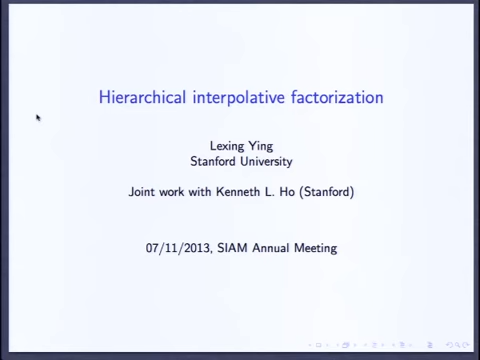 Hierarchical interpolative factorization
Lexing Ying
Stanford University
Joint work with Kenneth L. Ho (Stanford)
07/11/2013, SIAM Annual Meeting